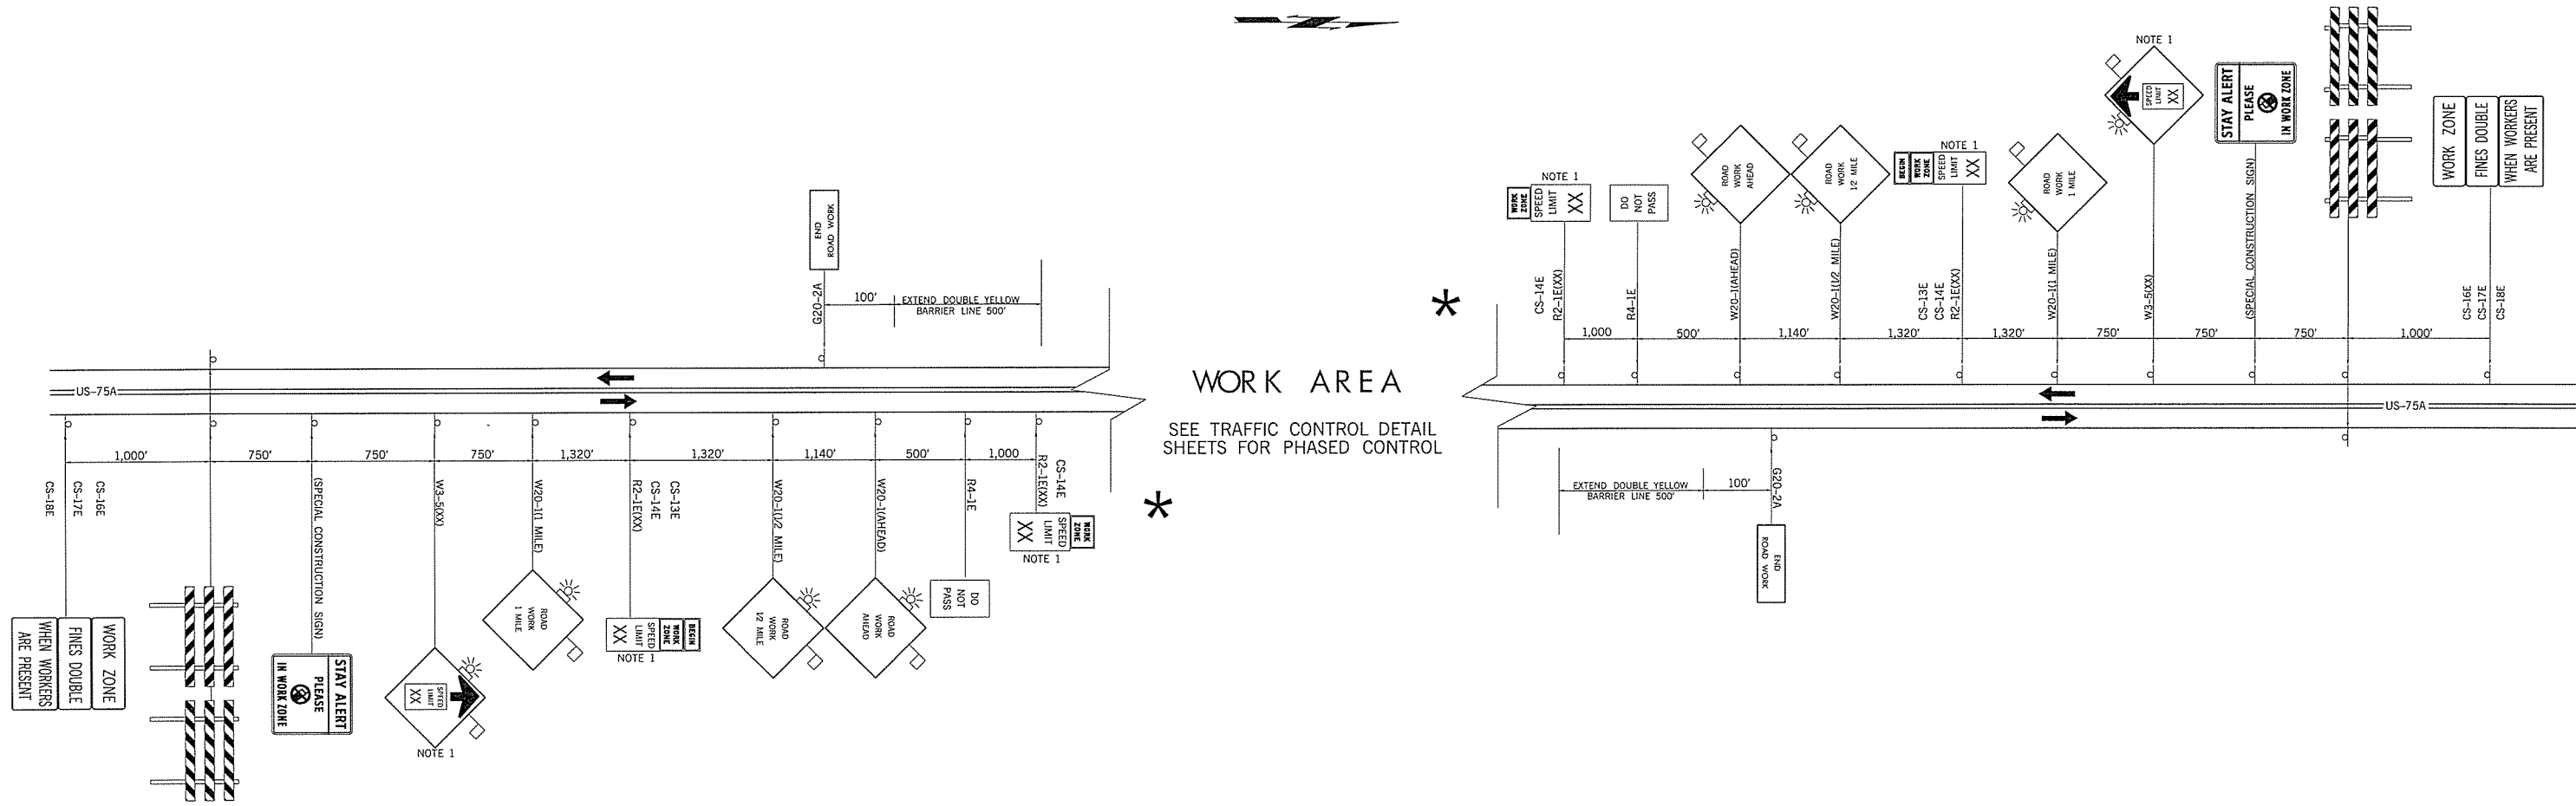 END
ROAD WORK
G20-2A
100'
EXTEND DOUBLE YELLOW
BARRIER LINE 500'
US-75A
1,000'
750'
750'
750'
1,320'
1,320'
1,140'
500'
1,000
CS-18E
CS-17E
CS-16E
(SPECIAL CONSTRUCTION SIGN)
W3-5(XX)
W20-1(1 MILE)
R2-1E(XX)
CS-14E
CS-13E
W20-1(1/2 MILE)
W20-1(AHEAD)
R4-1E
R2-1E(XX)
CS-14E
WORK ZONE
FINES DOUBLE
WHEN WORKERS
ARE PRESENT
STAY ALERT
PLEASE
IN WORK ZONE
SPEED
LIMIT
XX
NOTE 1
ROAD
WORK
1 MILE
BEGIN
WORK
ZONE
SPEED
LIMIT
XX
NOTE 1
ROAD
WORK
1/2 MILE
ROAD
WORK
AHEAD
DO
NOT
PASS
WORK
ZONE
SPEED
LIMIT
XX
NOTE 1
*
WORK AREA
SEE TRAFFIC CONTROL DETAIL
SHEETS FOR PHASED CONTROL
*
NOTE 1
WORK
ZONE
SPEED
LIMIT
XX
DO
NOT
PASS
ROAD
WORK
AHEAD
ROAD
WORK
1/2 MILE
NOTE 1
BEGIN
WORK
ZONE
SPEED
LIMIT
XX
ROAD
WORK
1 MILE
NOTE 1
SPEED
LIMIT
XX
STAY ALERT
PLEASE
IN WORK ZONE
WORK ZONE
FINES DOUBLE
WHEN WORKERS
ARE PRESENT
CS-14E
R2-1E(XX)
R4-1E
W20-1(AHEAD)
W20-1(1/2 MILE)
CS-13E
CS-14E
R2-1E(XX)
W20-1(1 MILE)
W3-5(XX)
(SPECIAL CONSTRUCTION SIGN)
CS-16E
CS-17E
CS-18E
1,000
500'
1,140'
1,320'
1,320'
750'
750'
750'
1,000'
US-75A
EXTEND DOUBLE YELLOW
BARRIER LINE 500'
100'
G20-2A
END
ROAD WORK